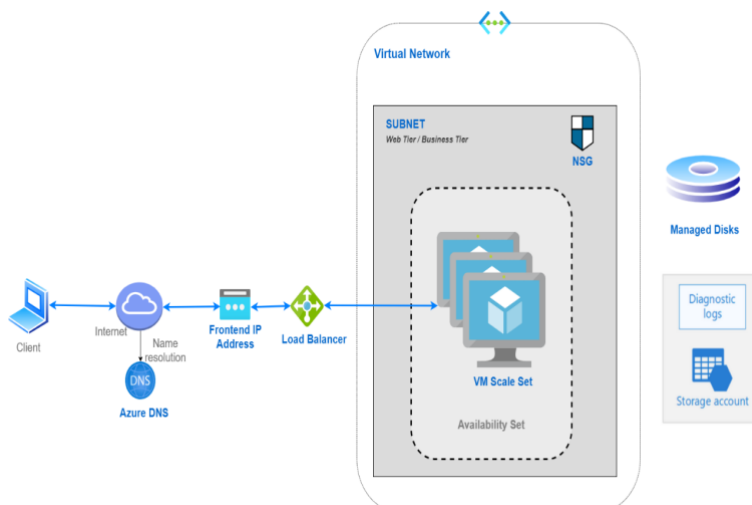 Virtual Network
SUBNET
Web Tier / Business Tier
NSG
Managed Disks
Diagnostic
logs
Storage account
Client
Internet
Name
resolution
DNS
Azure DNS
Frontend IP
Address
Load Balancer
VM Scale Set
Availability Set